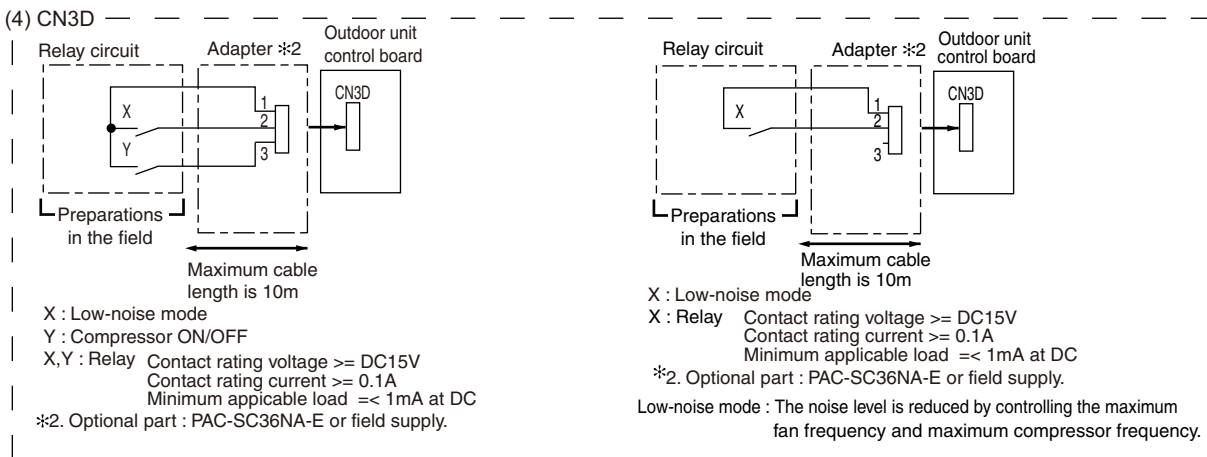 (4) CN3D
Relay circuit
Adapter ✻2
Outdoor unit
control board
CN3D
X
Y
1
2
3
Preparations
in the field
Maximum cable
length is 10m
X : Low-noise mode
Y : Compressor ON/OFF
X,Y : Relay Contact rating voltage >= DC15V
Contact rating current >= 0.1A
Minimum appicable load =< 1mA at DC
✻2. Optional part : PAC-SC36NA-E or field supply.
Relay circuit
Adapter ✻2
Outdoor unit
control board
CN3D
X
1
2
3
Preparations
in the field
Maximum cable
length is 10m
X : Low-noise mode
X : Relay Contact rating voltage >= DC15V
Contact rating current >= 0.1A
Minimum applicable load =< 1mA at DC
✻2. Optional part : PAC-SC36NA-E or field supply.
Low-noise mode : The noise level is reduced by controlling the maximum
fan frequency and maximum compressor frequency.